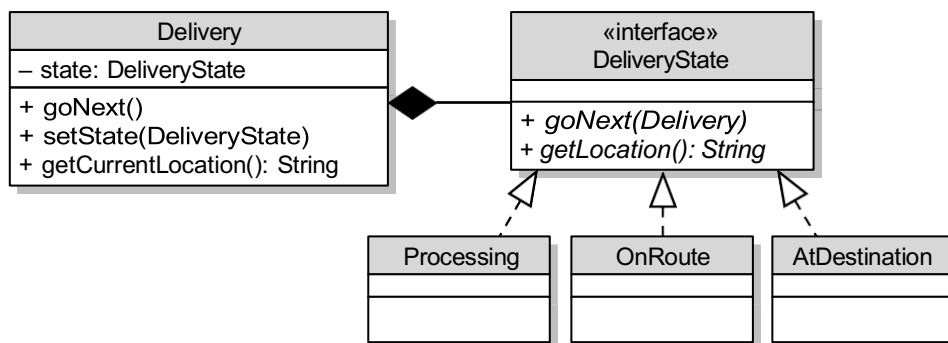 Delivery
– state: DeliveryState
+ goNext()
+ setState(DeliveryState)
+ getCurrentLocation(): String
«interface»
DeliveryState
+ goNext(Delivery)
+ getLocation(): String
Processing
OnRoute
AtDestination